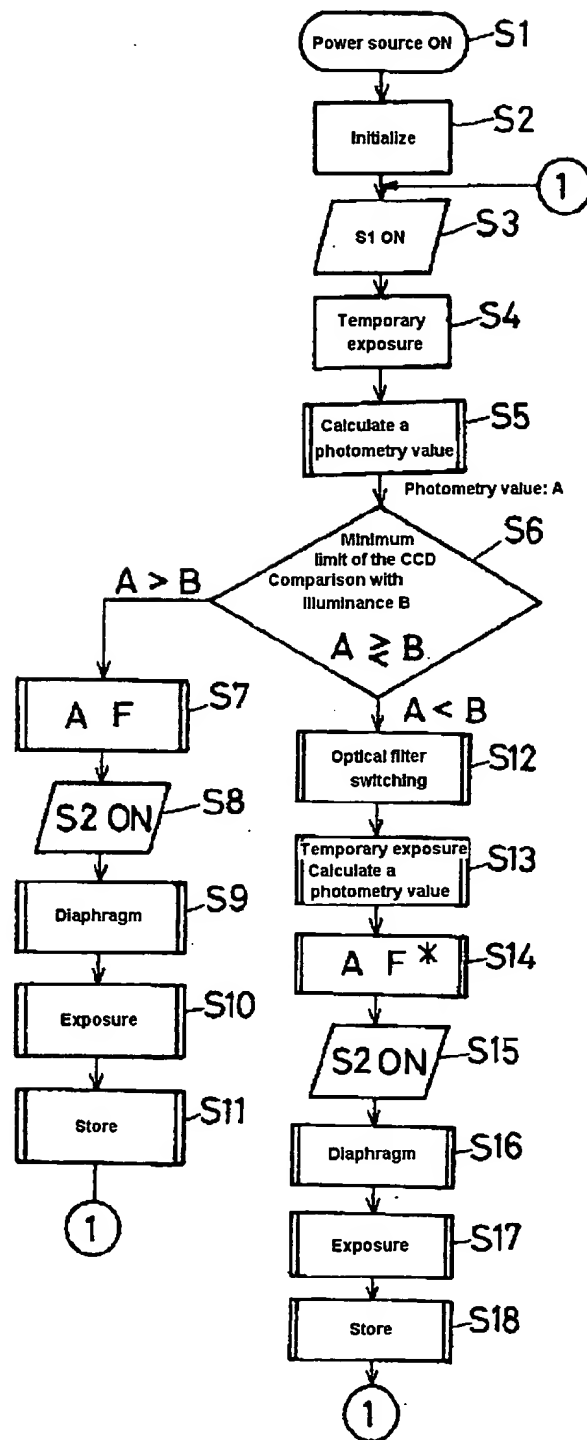 Power source ON
S1
Initialize
S2
1
S1 ON
S3
Temporary
exposure
S4
Calculate a
photometry value
S5
Photometry value: A
Minimum
limit of the CCD
Comparison with
Illuminance B
A ≷ B
S6
A > B
A < B
A F
S7
S2 ON
S8
Diaphragm
S9
Exposure
S10
Store
S11
1
Optical filter
switching
S12
Temporary exposure
Calculate a
photometry value
S13
A F *
S14
S2 ON
S15
Diaphragm
S16
Exposure
S17
Store
S18
1